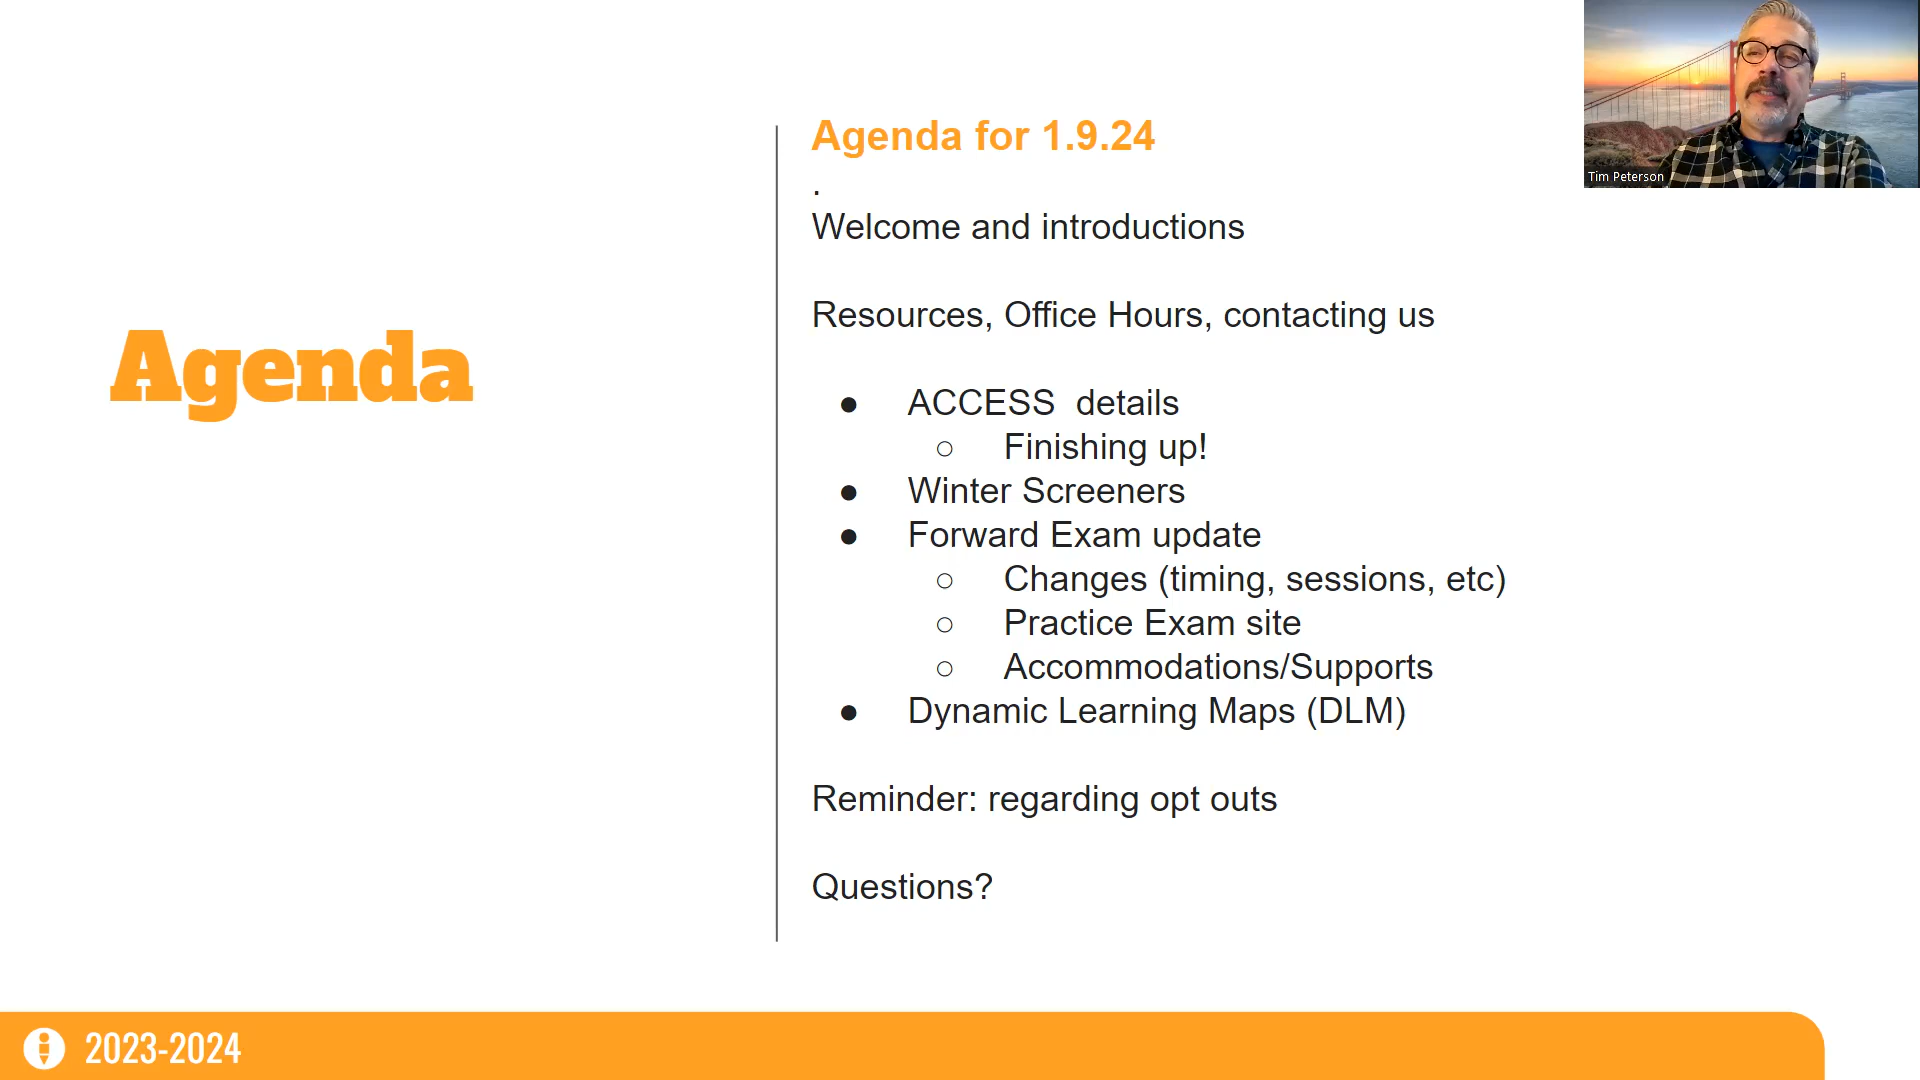 Agenda
Agenda for 1.9.24
.
Welcome and introductions
Resources, Office Hours, contacting us
● ACCESS  details
○ Finishing up!
● Winter Screeners
● Forward Exam update
○ Changes (timing, sessions, etc)
○ Practice Exam site
○ Accommodations/Supports
● Dynamic Learning Maps (DLM)
Reminder: regarding opt outs
Questions?
2023-2024
Tim Peterson